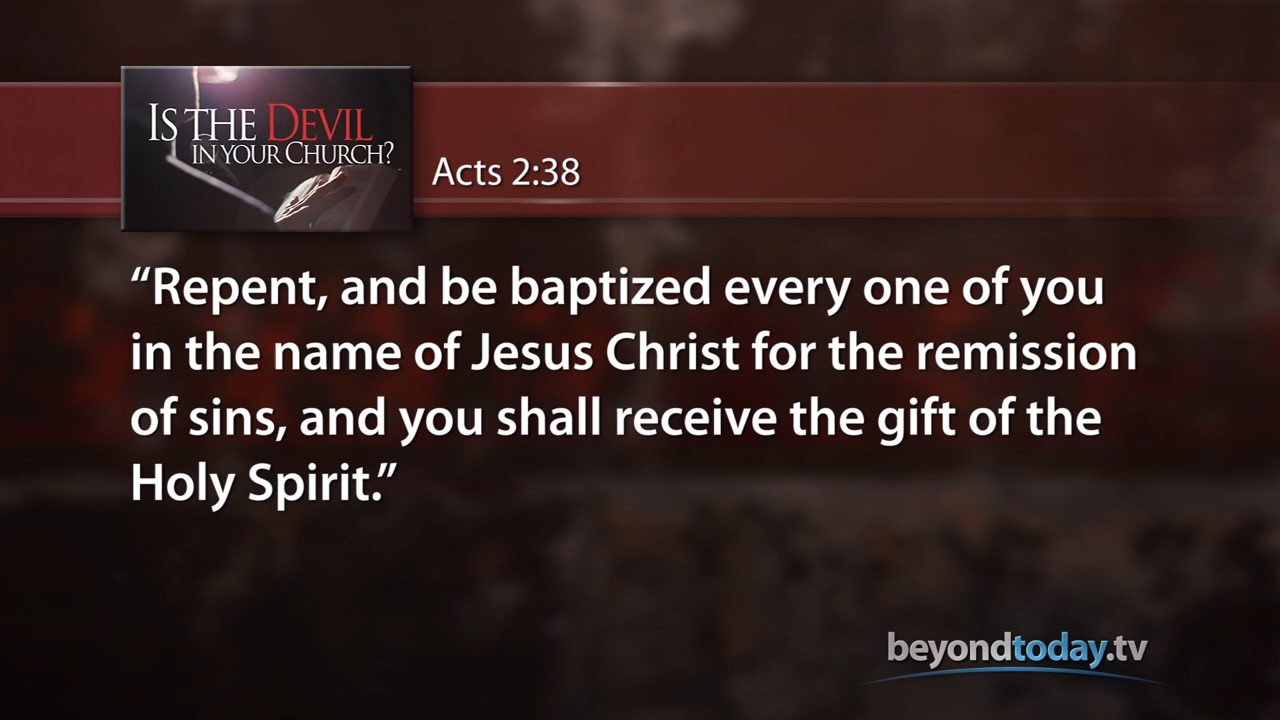 IS THE DEVIL
IN YOUR CHURCH?
Acts 2:38
“Repent, and be baptized every one of you
in the name of Jesus Christ for the remission
of sins, and you shall receive the gift of the
Holy Spirit.”
beyondtoday.tv